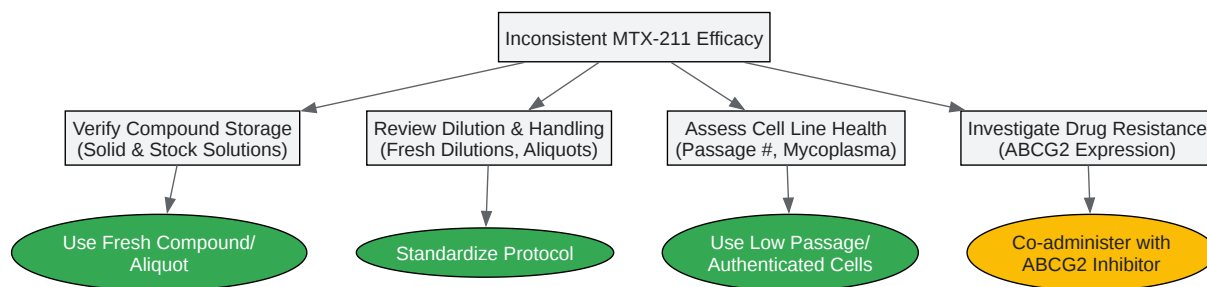 Inconsistent MTX-211 Efficacy
Verify Compound Storage
(Solid & Stock Solutions)
Review Dilution & Handling
(Fresh Dilutions, Aliquots)
Assess Cell Line Health
(Passage #, Mycoplasma)
Investigate Drug Resistance
(ABCG2 Expression)
Use Fresh Compound/
Aliquot
Standardize Protocol
Use Low Passage/
Authenticated Cells
Co-administer with
ABCG2 Inhibitor